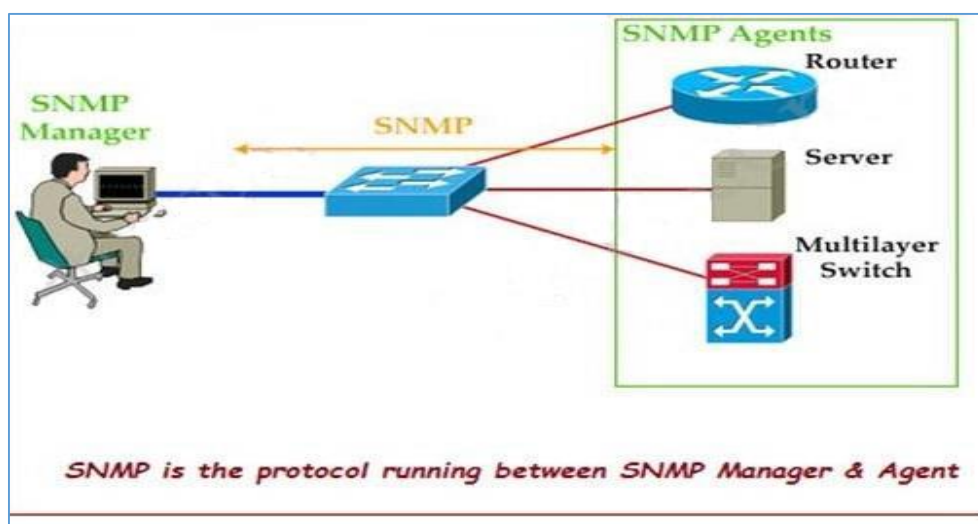 SNMP Agents
Router
SNMP
Manager
SNMP
Server
Multilayer
Switch
SNMP is the protocol running between SNMP Manager & Agent